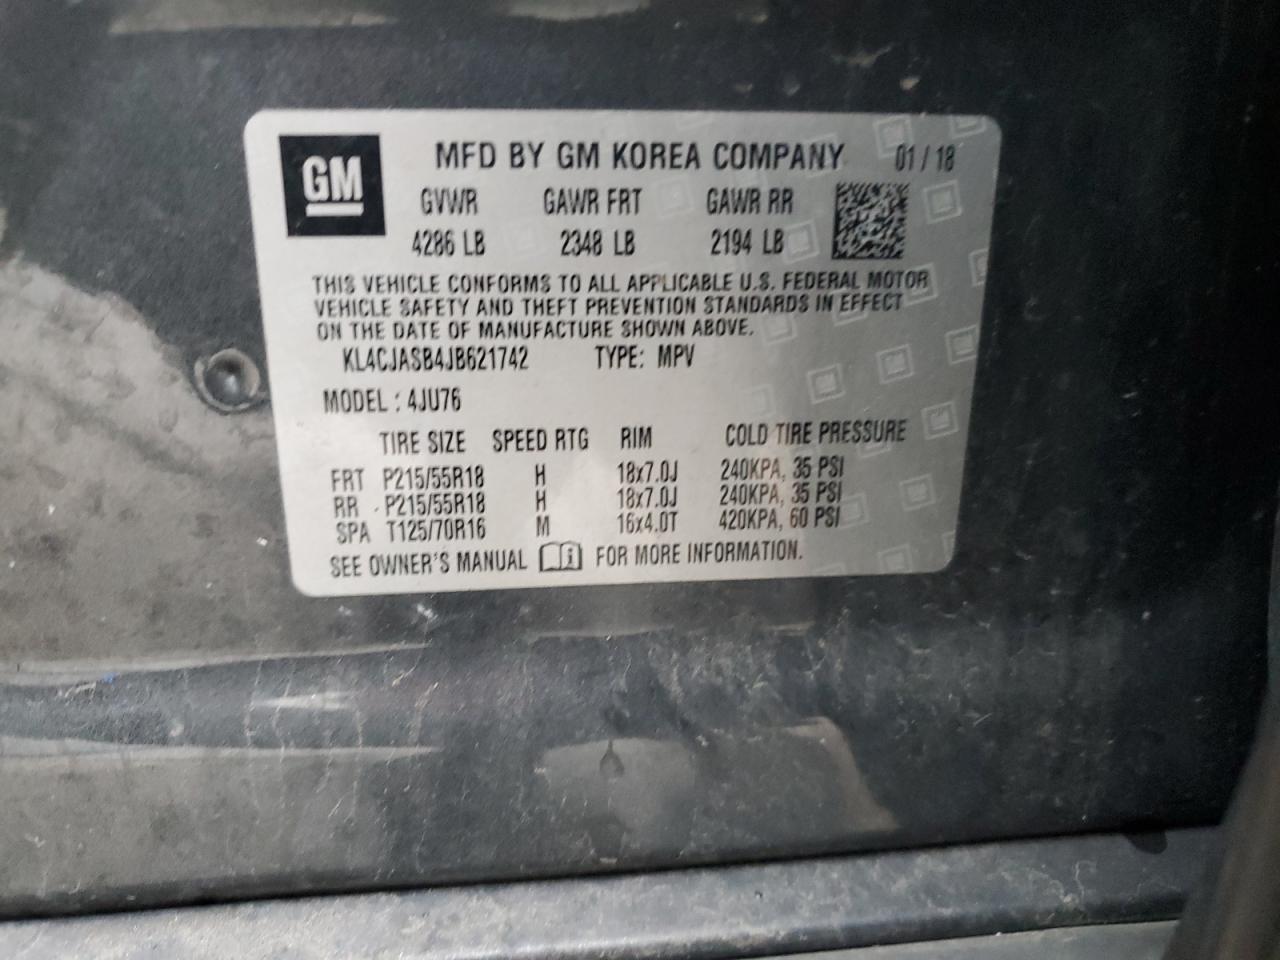 GM
MFD BY GM KOREA COMPANY 01/18
GVWR GAWR FRT GAWR RR
4286 LB 2348 LB 2194 LB
THIS VEHICLE CONFORMS TO ALL APPLICABLE U.S. FEDERAL MOTOR
VEHICLE SAFETY AND THEFT PREVENTION STANDARDS IN EFFECT
ON THE DATE OF MANUFACTURE SHOWN ABOVE.
KL4CJASB4JB621742 TYPE: MPV
MODEL: 4JU76
TIRE SIZE SPEED RTG RIM COLD TIRE PRESSURE
FRT P215/55R18 H 18x7.0J 240KPA, 35 PSI
RR P215/55R18 H 18x7.0J 240KPA, 35 PSI
SPA T125/70R16 M 16x4.0T 420KPA, 60 PSI
SEE OWNER'S MANUAL FOR MORE INFORMATION.